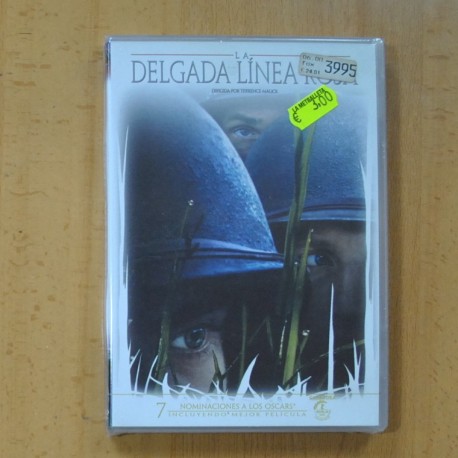 LA
DELGADA LÍNEA ROJA
DIRIGIDA POR TERRENCE MALICK
3995
LA METRALLETA
3,00
€
7 NOMINACIONES A LOS OSCARS®
INCLUYENDO MEJOR PELÍCULA